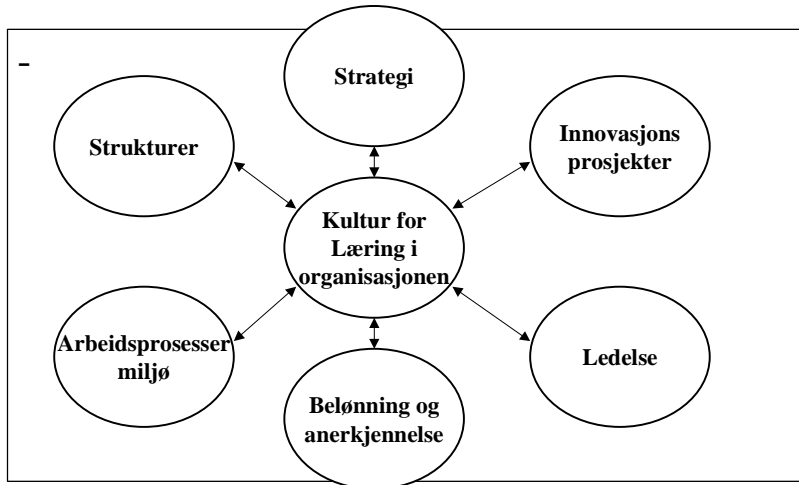 -
Strategi
Strukturer
Innovasjons
prosjekter
Kultur for
Læring i
organisasjonen
Arbeidsprosesser
miljø
Ledelse
Belønning og
anerkjennelse